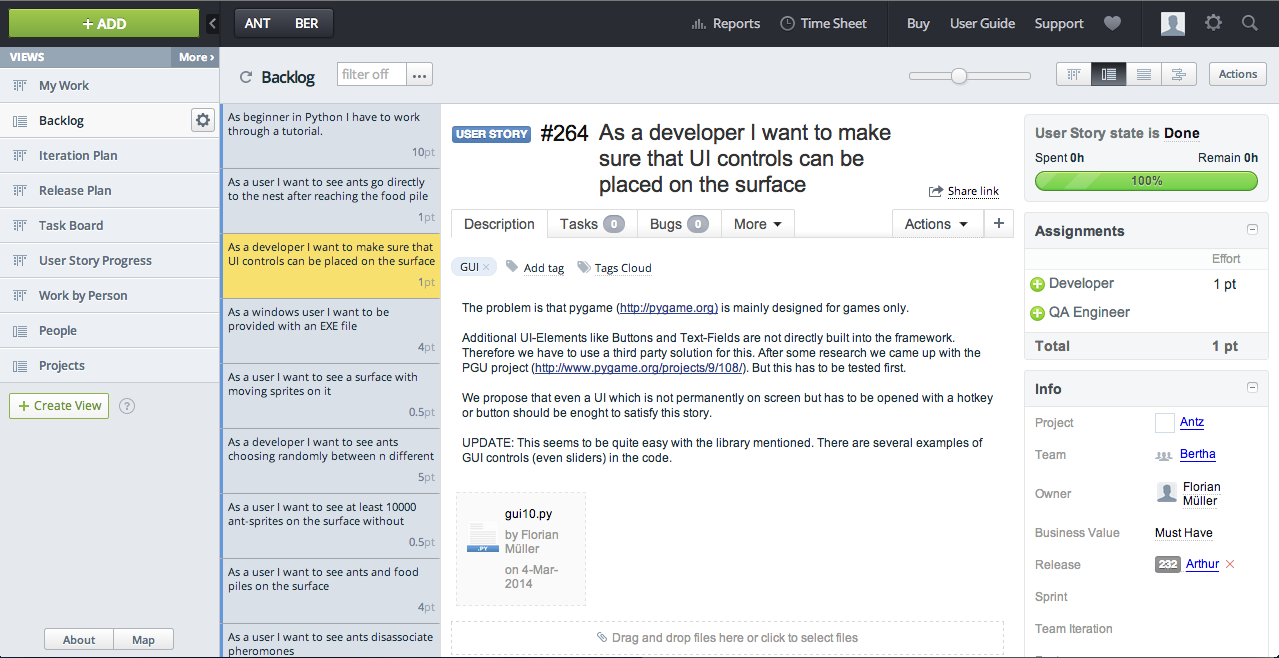 + ADD
ANT BER
Reports
Time Sheet
Buy
User Guide
Support
VIEWS
More ›
My Work
Backlog
Iteration Plan
Release Plan
Task Board
User Story Progress
Work by Person
People
Projects
+ Create View
?
About
Map
Backlog
filter off
...
Actions
As beginner in Python I have to work
through a tutorial.
10pt
As a user I want to see ants go directly
to the nest after reaching the food pile
1pt
As a developer I want to make sure that
UI controls can be placed on the surface
1pt
As a windows user I want to be
provided with an EXE file
4pt
As a user I want to see a surface with
moving sprites on it
0.5pt
As a developer I want to see ants
choosing randomly between n different
5pt
As a user I want to see at least 10000
ant-sprites on the surface without
0.5pt
As a user I want to see ants and food
piles on the surface
4pt
As a user I want to see ants disassociate
pheromones
USER STORY #264 As a developer I want to make
sure that UI controls can be
placed on the surface
Share link
Description
Tasks 0
Bugs 0
More
Actions
+
GUI ×
Add tag
Tags Cloud
The problem is that pygame (http://pygame.org) is mainly designed for games only.
Additional UI-Elements like Buttons and Text-Fields are not directly built into the framework.
Therefore we have to use a third party solution for this. After some research we came up with the
PGU project (http://www.pygame.org/projects/9/108/). But this has to be tested first.
We propose that even a UI which is not permanently on screen but has to be opened with a hotkey
or button should be enoght to satisfy this story.
UPDATE: This seems to be quite easy with the library mentioned. There are several examples of
GUI controls (even sliders) in the code.
.PY
gui10.py
by Florian
Müller
on 4-Mar-
2014
Drag and drop files here or click to select files
User Story state is Done
Spent 0h
Remain 0h
100%
Assignments
Effort
Developer 1 pt
QA Engineer
Total 1 pt
Info
Project Antz
Team Bertha
Owner Florian
Müller
Business Value Must Have
Release 232 Arthur
Sprint
Team Iteration